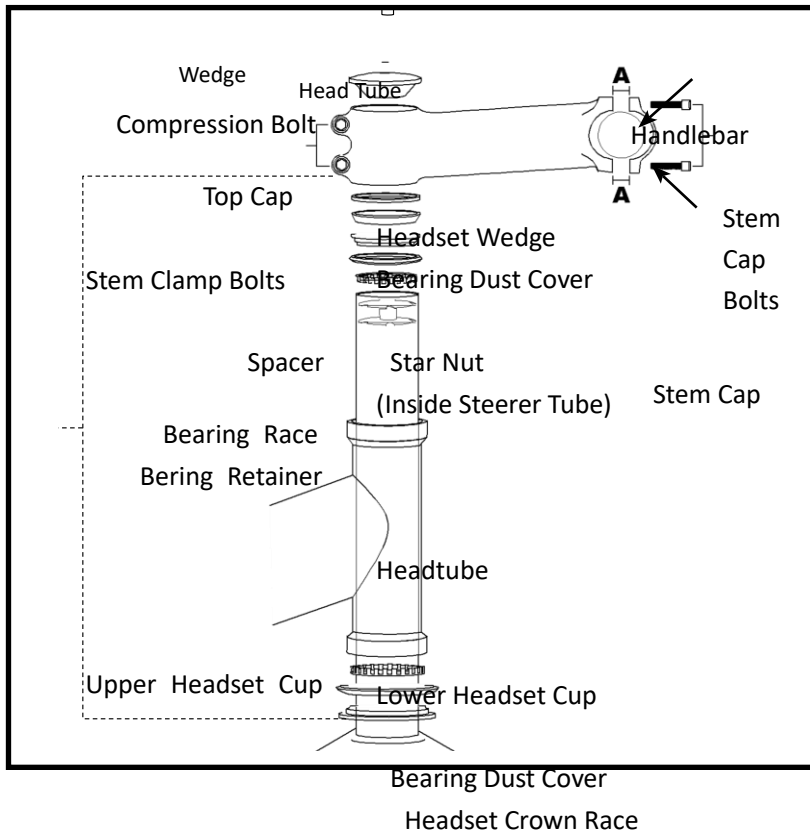 A
Wedge
Head Tube
Compression Bolt
Handlebar
Top Cap
A
Stem
Cap
Bolts
Headset Wedge
Stem Clamp Bolts
Bearing Dust Cover
Spacer
Star Nut
(Inside Steerer Tube)
Stem Cap
Bearing Race
Bering Retainer
Headtube
Upper Headset Cup
Lower Headset Cup
Bearing Dust Cover
Headset Crown Race